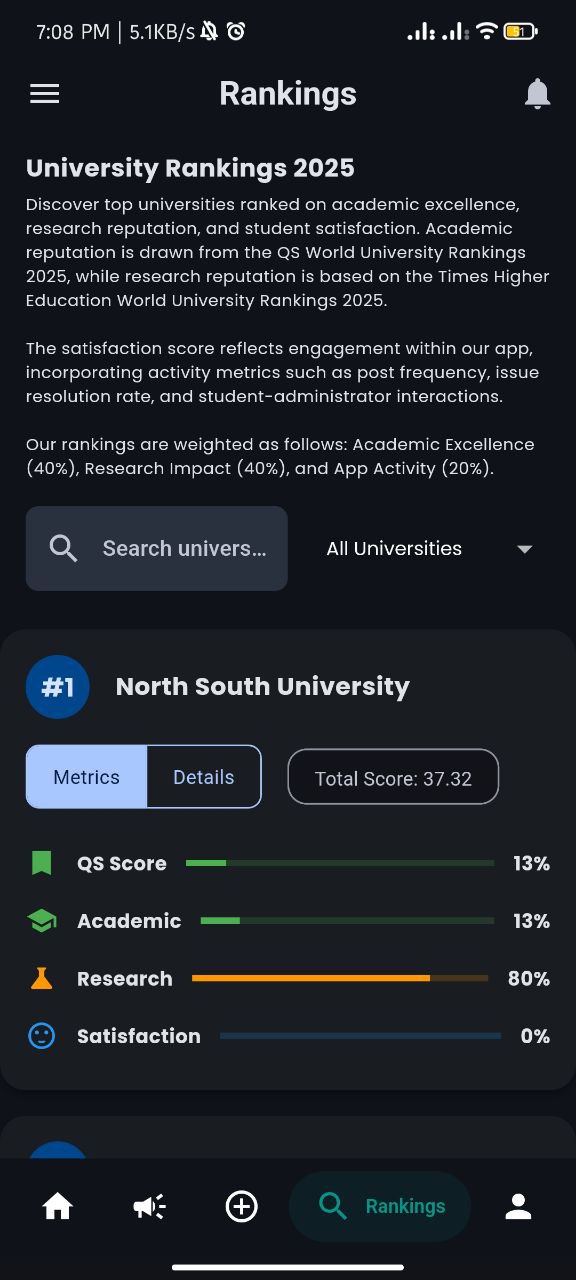 7:08 PM | 5.1KB/s
51
Rankings
University Rankings 2025
Discover top universities ranked on academic excellence,
research reputation, and student satisfaction. Academic
reputation is drawn from the QS World University Rankings
2025, while research reputation is based on the Times Higher
Education World University Rankings 2025.
The satisfaction score reflects engagement within our app,
incorporating activity metrics such as post frequency, issue
resolution rate, and student-administrator interactions.
Our rankings are weighted as follows: Academic Excellence
(40%), Research Impact (40%), and App Activity (20%).
Search univers...
All Universities
#1 North South University
Metrics Details Total Score: 37.32
QS Score 13%
Academic 13%
Research 80%
Satisfaction 0%
Rankings